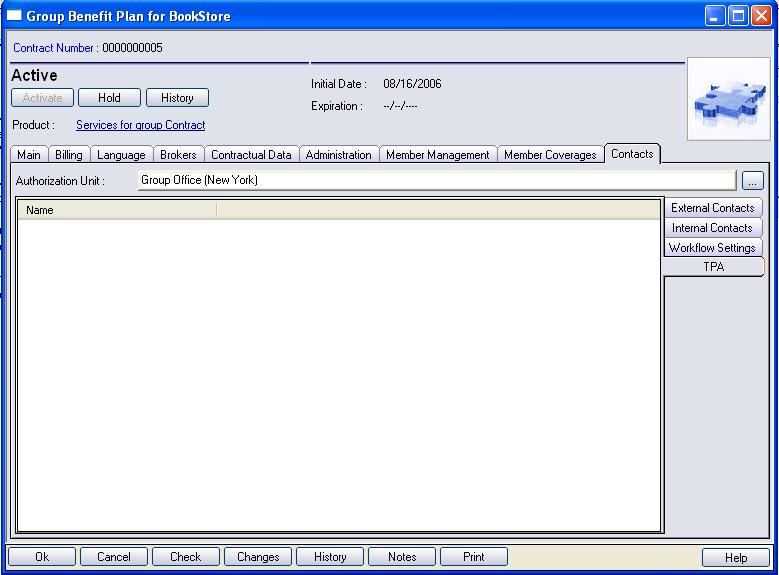 Group Benefit Plan for BookStore
Contract Number : 0000000005
Active
Activate Hold History
Initial Date : 08/16/2006
Expiration : --/--/----
Product : Services for group Contract
Main Billing Language Brokers Contractual Data Administration Member Management Member Coverages Contacts
Authorization Unit : Group Office (New York) ...
Name
External Contacts
Internal Contacts
Workflow Settings
TPA
Ok Cancel Check Changes History Notes Print Help